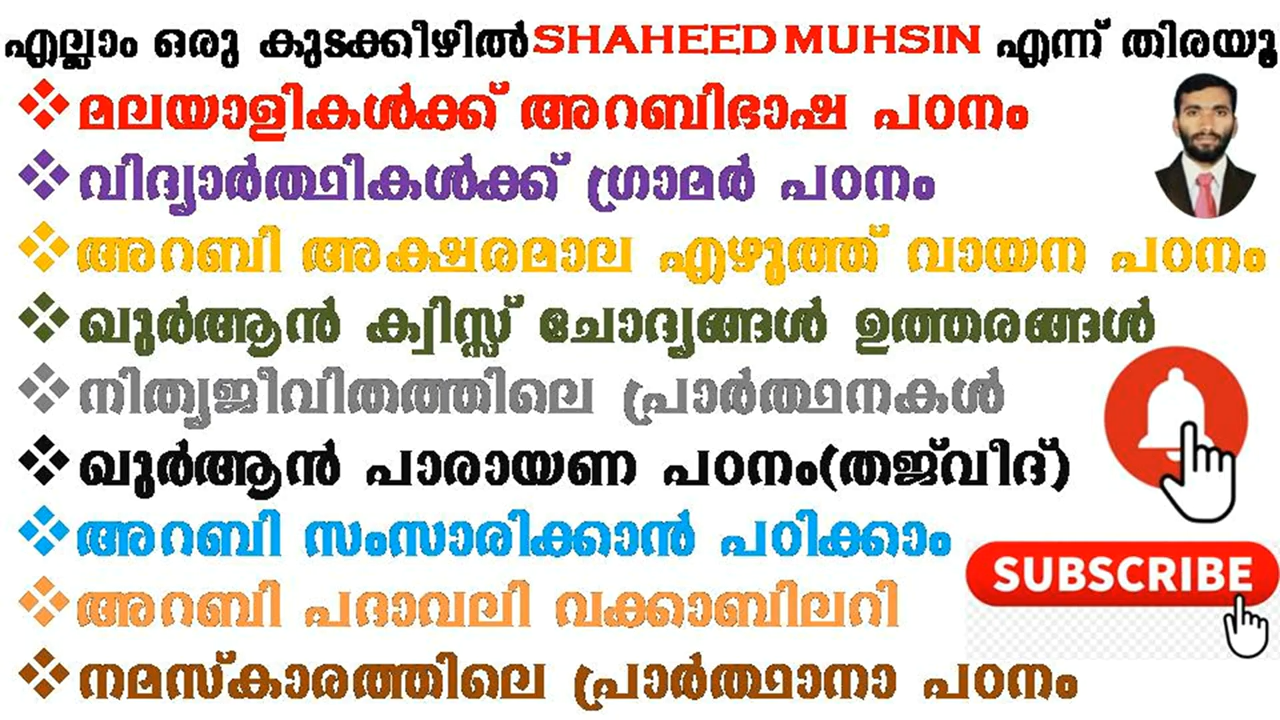 എല്ലാം ഒരു കുടക്കീഴിൽ SHAHEED MUHSIN എന്ന് തിരയൂ
❖മലയാളികൾക്ക് അറബിഭാഷ പഠനം
❖വിദ്യാർത്ഥികൾക്ക് ഗ്രാമർ പഠനം
❖അറബി അക്ഷരമാല എഴുത്ത് വായന പഠനം
❖ഖുർആൻ ക്വിസ്സ് ചോദ്യങ്ങൾ ഉത്തരങ്ങൾ
❖നിത്യജീവിതത്തിലെ പ്രാർത്ഥനകൾ
❖ഖുർആൻ പാരായണ പഠനം(തജ്‌വീദ്)
❖അറബി സംസാരിക്കാൻ പഠിക്കാം
SUBSCRIBE
❖അറബി പദാവലി വക്കാബിലറി
❖നമസ്കാരത്തിലെ പ്രാർത്ഥാനാ പഠനം